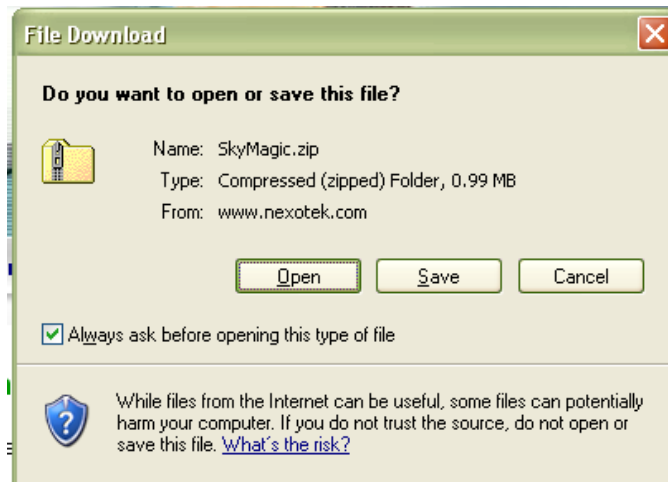 File Download
Do you want to open or save this file?
Name: SkyMagic.zip
Type: Compressed (zipped) Folder, 0.99 MB
From: www.nexotek.com
Open Save Cancel
Always ask before opening this type of file
While files from the Internet can be useful, some files can potentially
harm your computer. If you do not trust the source, do not open or
save this file. What's the risk?